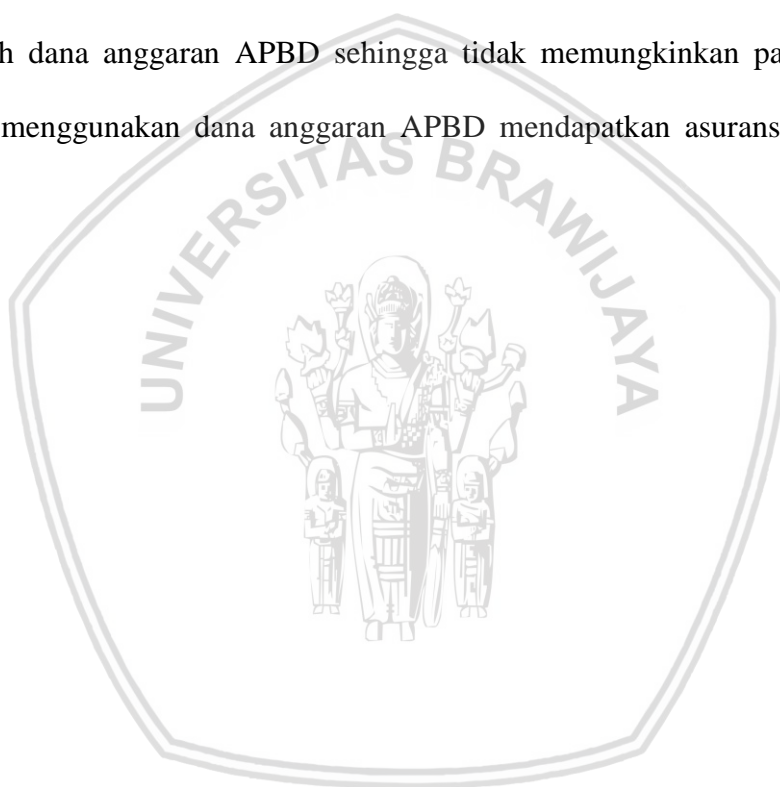 h dana anggaran APBD sehingga tidak memungkinkan pa
menggunakan dana anggaran APBD mendapatkan asurans
UNIVERSITAS BRAWIJAYA